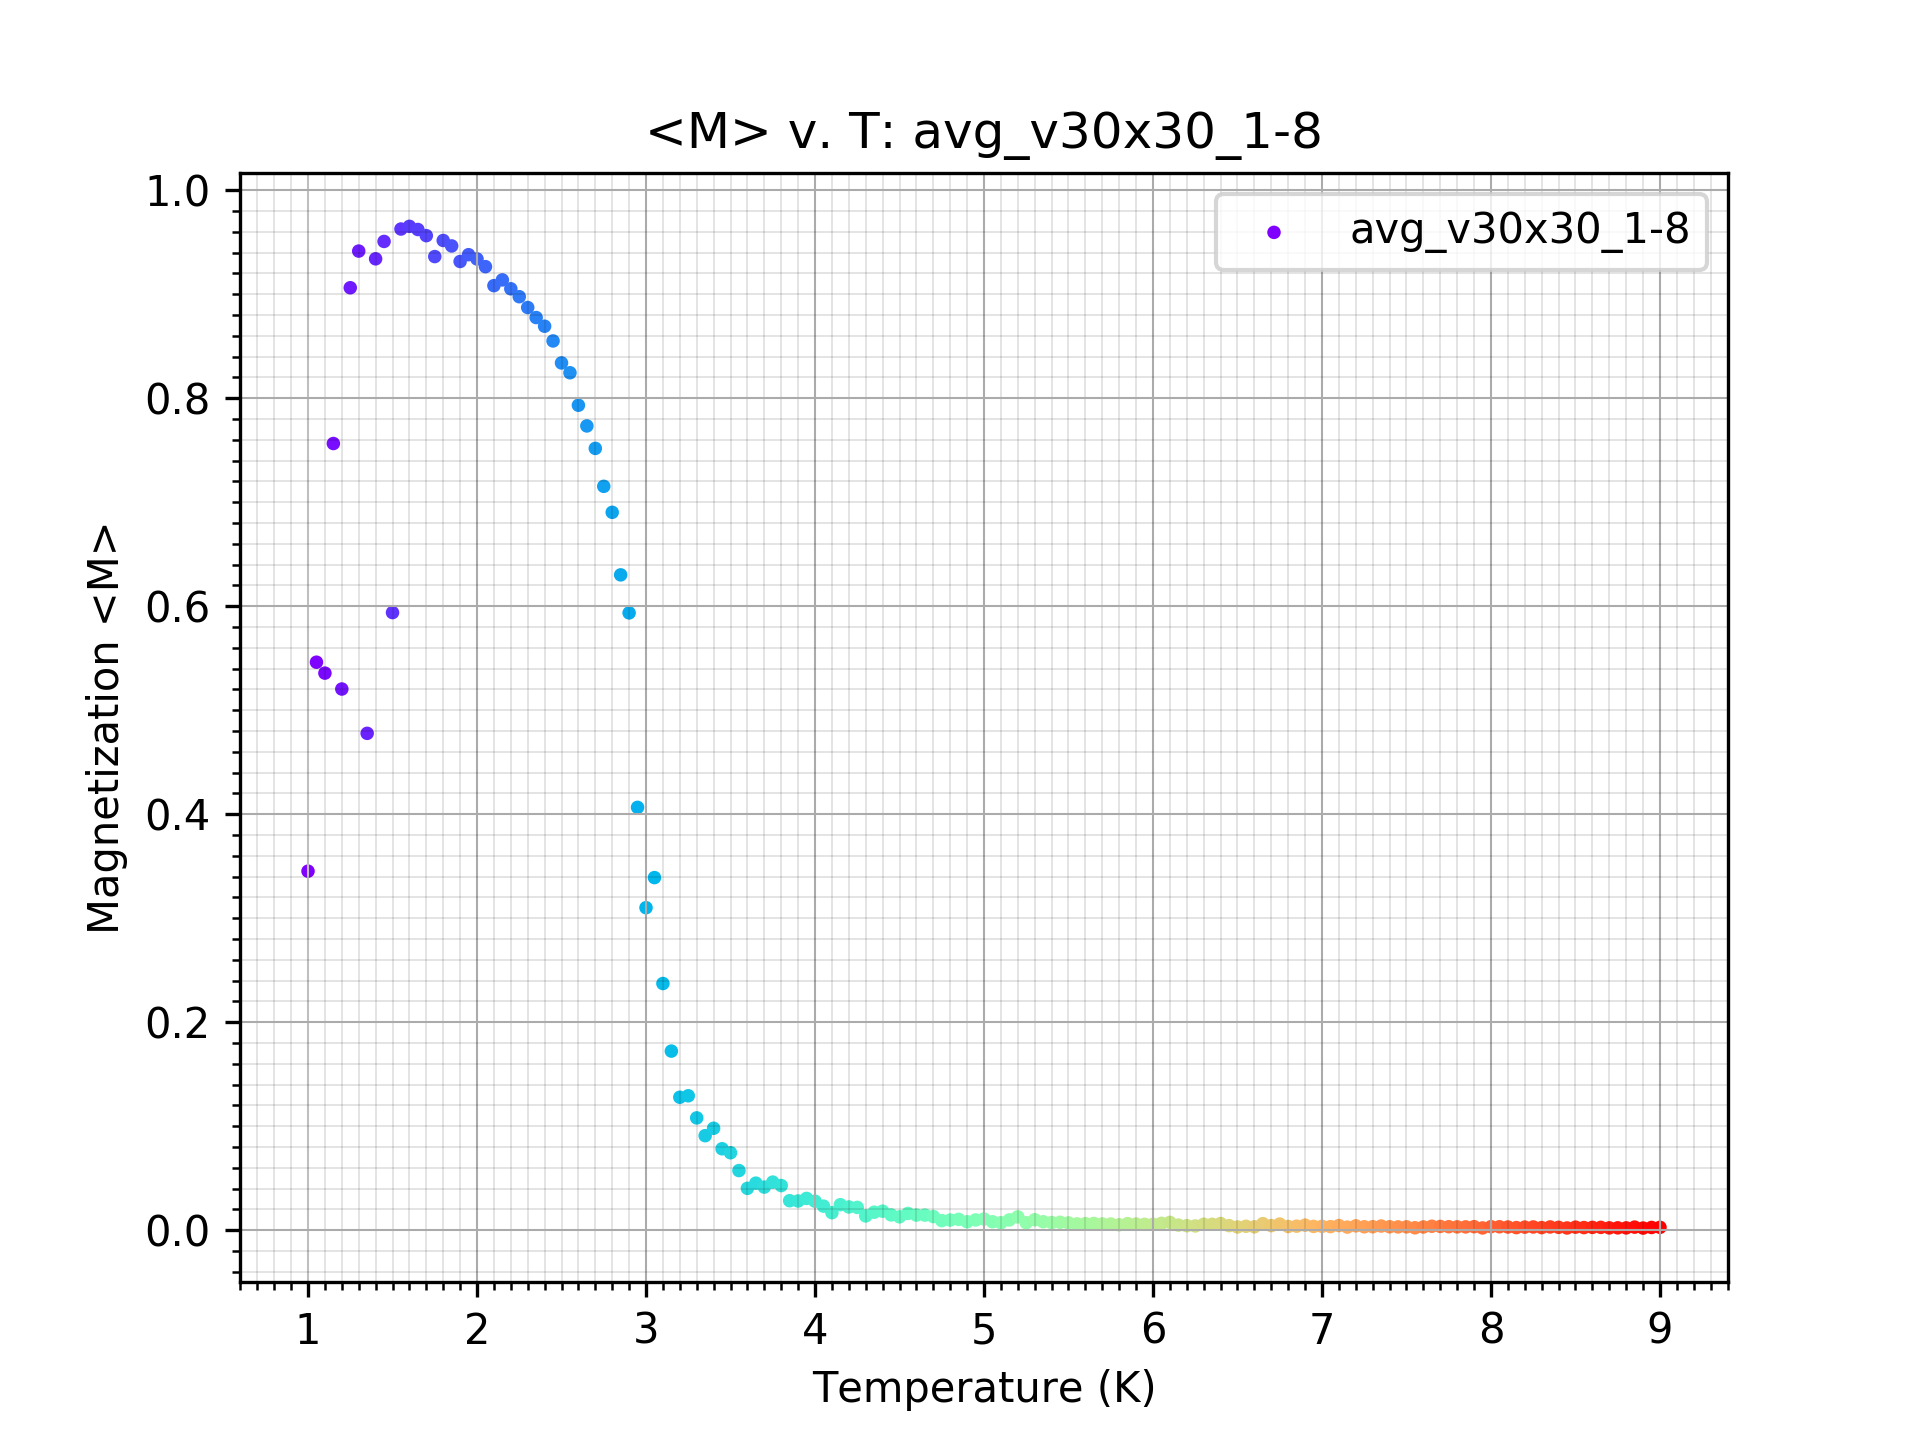 <M> v. T: avg_v30x30_1-8
avg_v30x30_1-8
1.0
0.8
0.6
0.4
0.2
0.0
Magnetization <M>
1 2 3 4 5 6 7 8 9
Temperature (K)